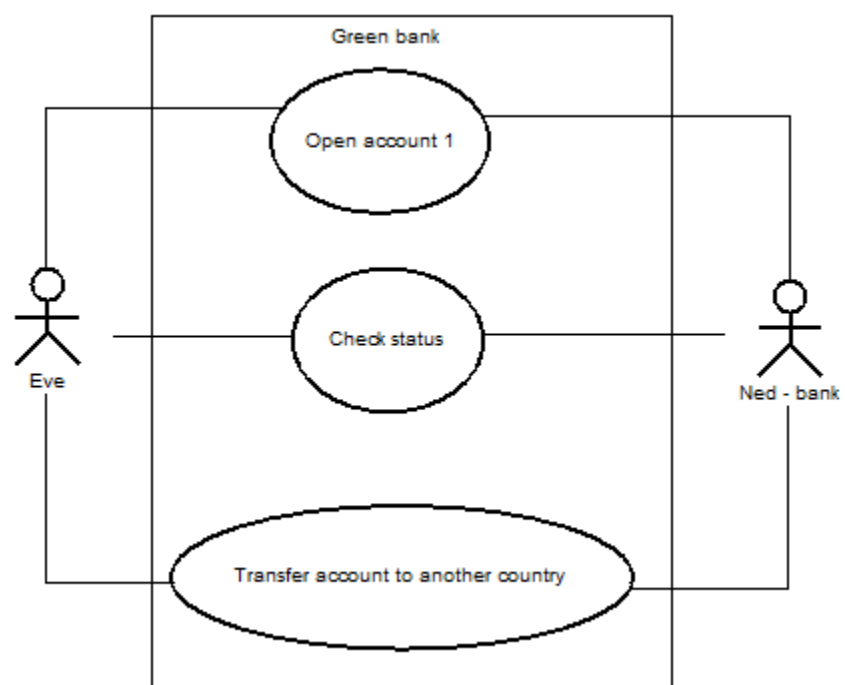 Green bank
Open account 1
Check status
Eve
Ned - bank
Transfer account to another country